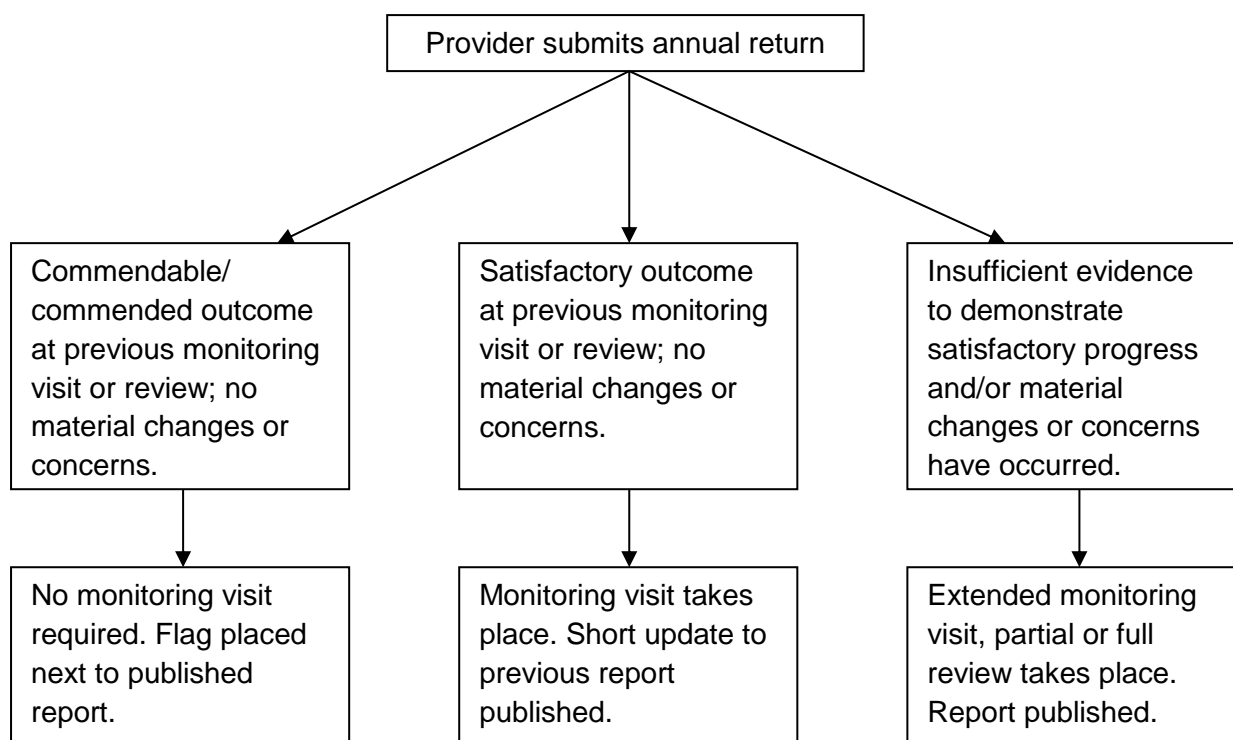 Provider submits annual return
Commendable/
commended outcome
at previous monitoring
visit or review; no
material changes or
concerns.
Satisfactory outcome
at previous monitoring
visit or review; no
material changes or
concerns.
Insufficient evidence
to demonstrate
satisfactory progress
and/or material
changes or concerns
have occurred.
No monitoring visit
required. Flag placed
next to published
report.
Monitoring visit takes
place. Short update to
previous report
published.
Extended monitoring
visit, partial or full
review takes place.
Report published.